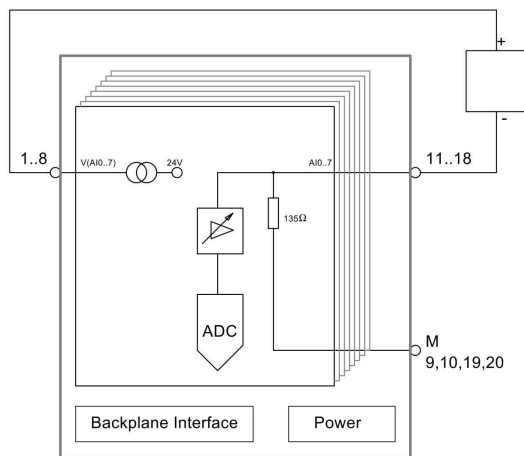 +
-
1..8
V(AI0..7)
24V
AI0..7
11..18
135Ω
ADC
M
9,10,19,20
Backplane Interface
Power